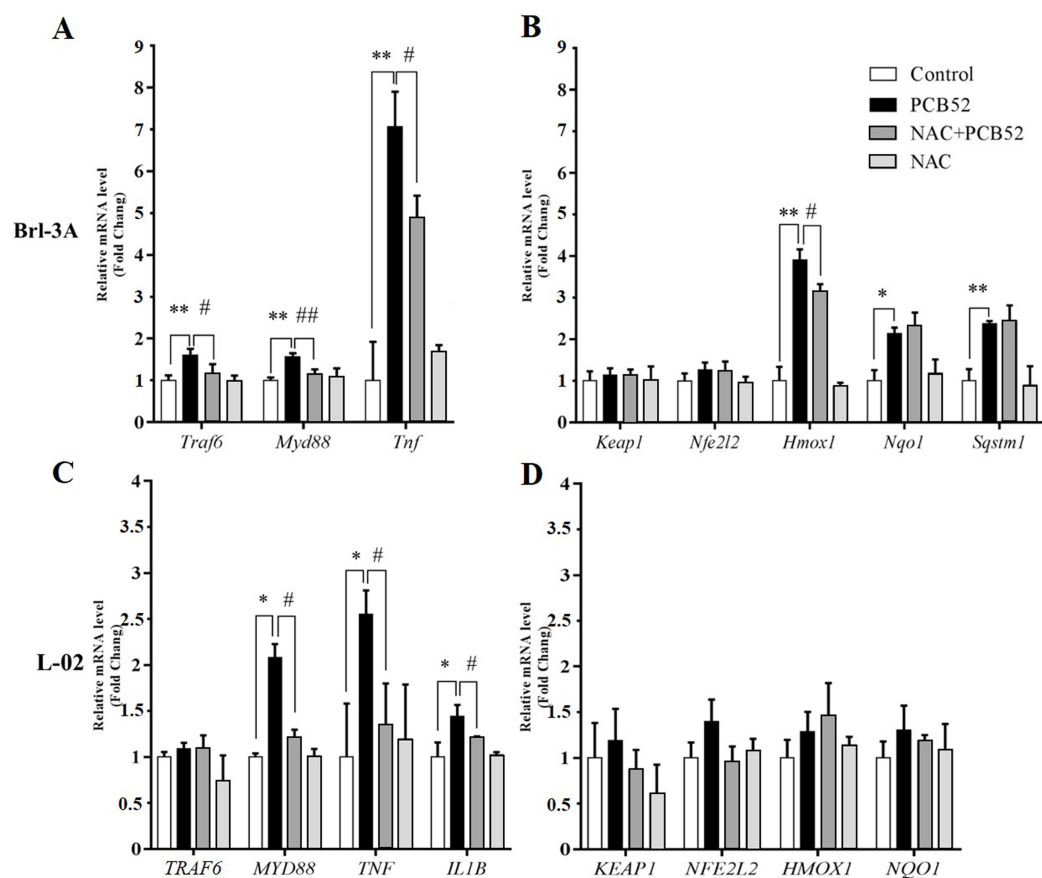 A
Brl-3A
Relative mRNA level
(Fold Chang)
9
8
7
6
5
4
3
2
1
0
** #
** ##
** #
Traf6 Myd88 Tnf
B
Control
PCB52
NAC+PCB52
NAC
Relative mRNA level
(Fold Chang)
9
8
7
6
5
4
3
2
1
0
** #
*
**
Keap1 Nfe2l2 Hmox1 Nqo1 Sqstm1
C
L-02
Relative mRNA level
(Fold Chang)
4
3.5
3
2.5
2
1.5
1
0.5
0
* #
* #
* #
TRAF6 MYD88 TNF IL1B
D
Relative mRNA level
(Fold Chang)
4
3.5
3
2.5
2
1.5
1
0.5
0
KEAP1 NFE2L2 HMOX1 NQO1